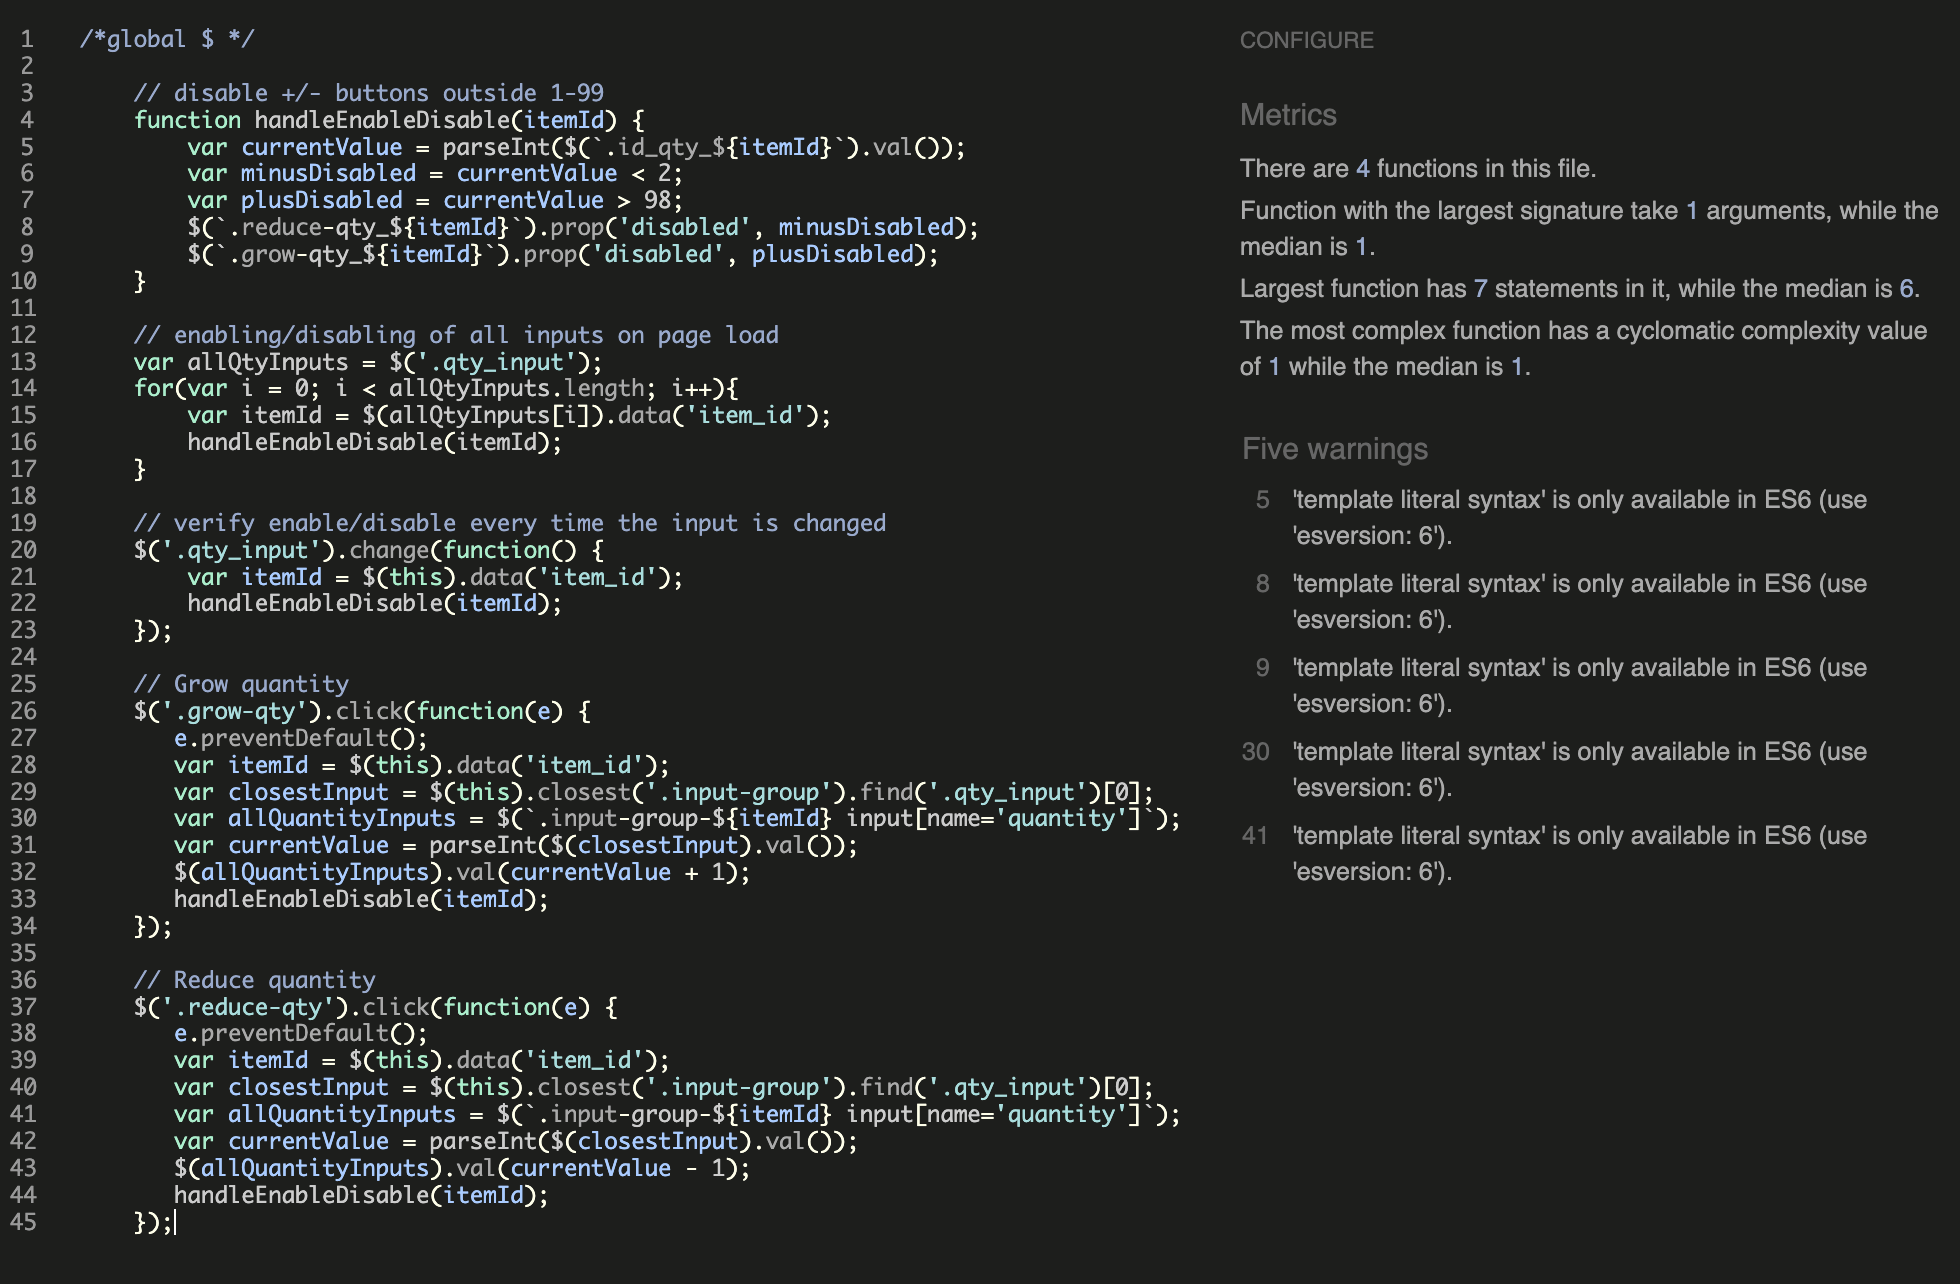 1 /*global $ */
2
3 // disable +/- buttons outside 1-99
4 function handleEnableDisable(itemId) {
5 var currentValue = parseInt($(`.id_qty_${itemId}`).val());
6 var minusDisabled = currentValue < 2;
7 var plusDisabled = currentValue > 98;
8 $(`.reduce-qty_${itemId}`).prop('disabled', minusDisabled);
9 $(`.grow-qty_${itemId}`).prop('disabled', plusDisabled);
10 }
11
12 // enabling/disabling of all inputs on page load
13 var allQtyInputs = $('.qty_input');
14 for(var i = 0; i < allQtyInputs.length; i++){
15 var itemId = $(allQtyInputs[i]).data('item_id');
16 handleEnableDisable(itemId);
17 }
18
19 // verify enable/disable every time the input is changed
20 $('.qty_input').change(function() {
21 var itemId = $(this).data('item_id');
22 handleEnableDisable(itemId);
23 });
24
25 // Grow quantity
26 $('.grow-qty').click(function(e) {
27 e.preventDefault();
28 var itemId = $(this).data('item_id');
29 var closestInput = $(this).closest('.input-group').find('.qty_input')[0];
30 var allQuantityInputs = $(`.input-group-${itemId} input[name='quantity']`);
31 var currentValue = parseInt($(closestInput).val());
32 $(allQuantityInputs).val(currentValue + 1);
33 handleEnableDisable(itemId);
34 });
35
36 // Reduce quantity
37 $('.reduce-qty').click(function(e) {
38 e.preventDefault();
39 var itemId = $(this).data('item_id');
40 var closestInput = $(this).closest('.input-group').find('.qty_input')[0];
41 var allQuantityInputs = $(`.input-group-${itemId} input[name='quantity']`);
42 var currentValue = parseInt($(closestInput).val());
43 $(allQuantityInputs).val(currentValue - 1);
44 handleEnableDisable(itemId);
45 });
CONFIGURE
Metrics
There are 4 functions in this file.
Function with the largest signature take 1 arguments, while the
median is 1.
Largest function has 7 statements in it, while the median is 6.
The most complex function has a cyclomatic complexity value
of 1 while the median is 1.
Five warnings
5 'template literal syntax' is only available in ES6 (use
'esversion: 6').
8 'template literal syntax' is only available in ES6 (use
'esversion: 6').
9 'template literal syntax' is only available in ES6 (use
'esversion: 6').
30 'template literal syntax' is only available in ES6 (use
'esversion: 6').
41 'template literal syntax' is only available in ES6 (use
'esversion: 6').